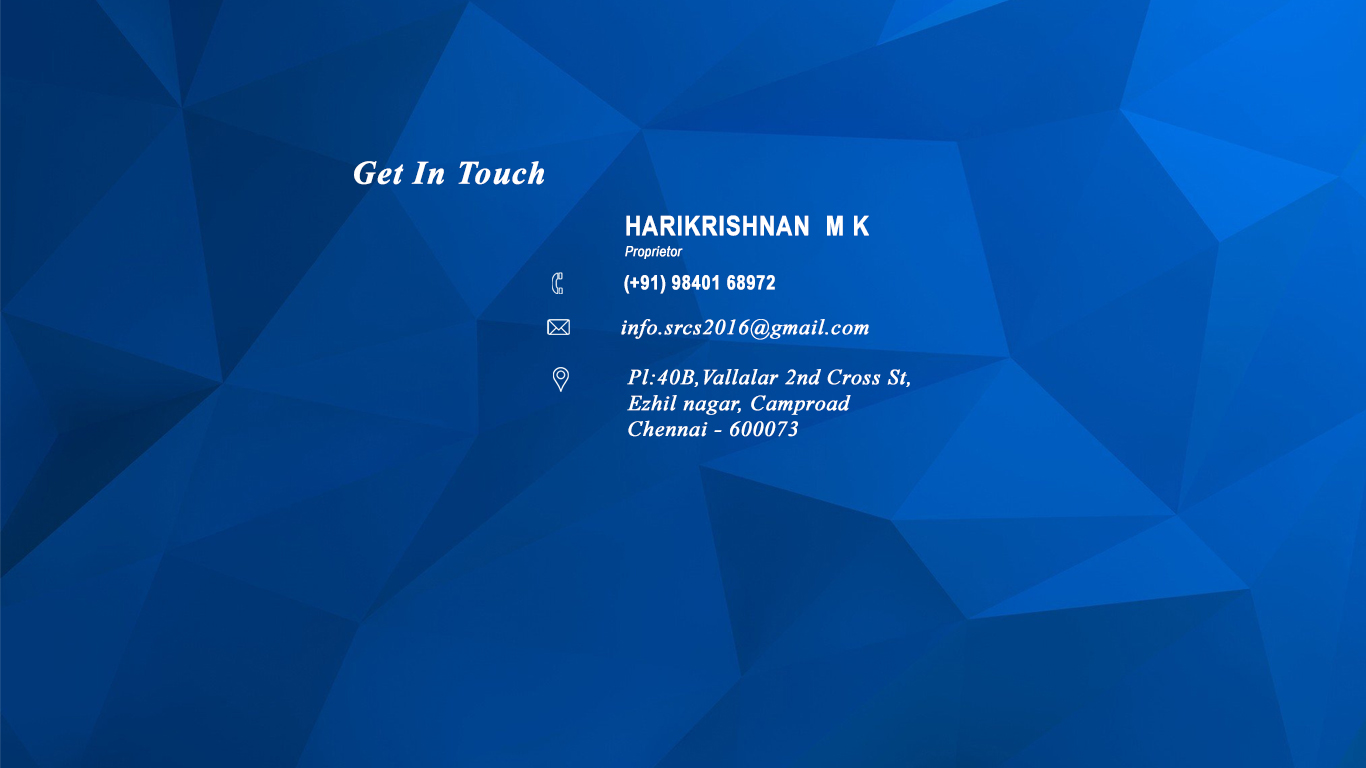 Get In Touch
HARIKRISHNAN M K
Proprietor
(+91) 98401 68972
info.srcs2016@gmail.com
Pl:40B,Vallalar 2nd Cross St,
Ezhil nagar, Camproad
Chennai - 600073